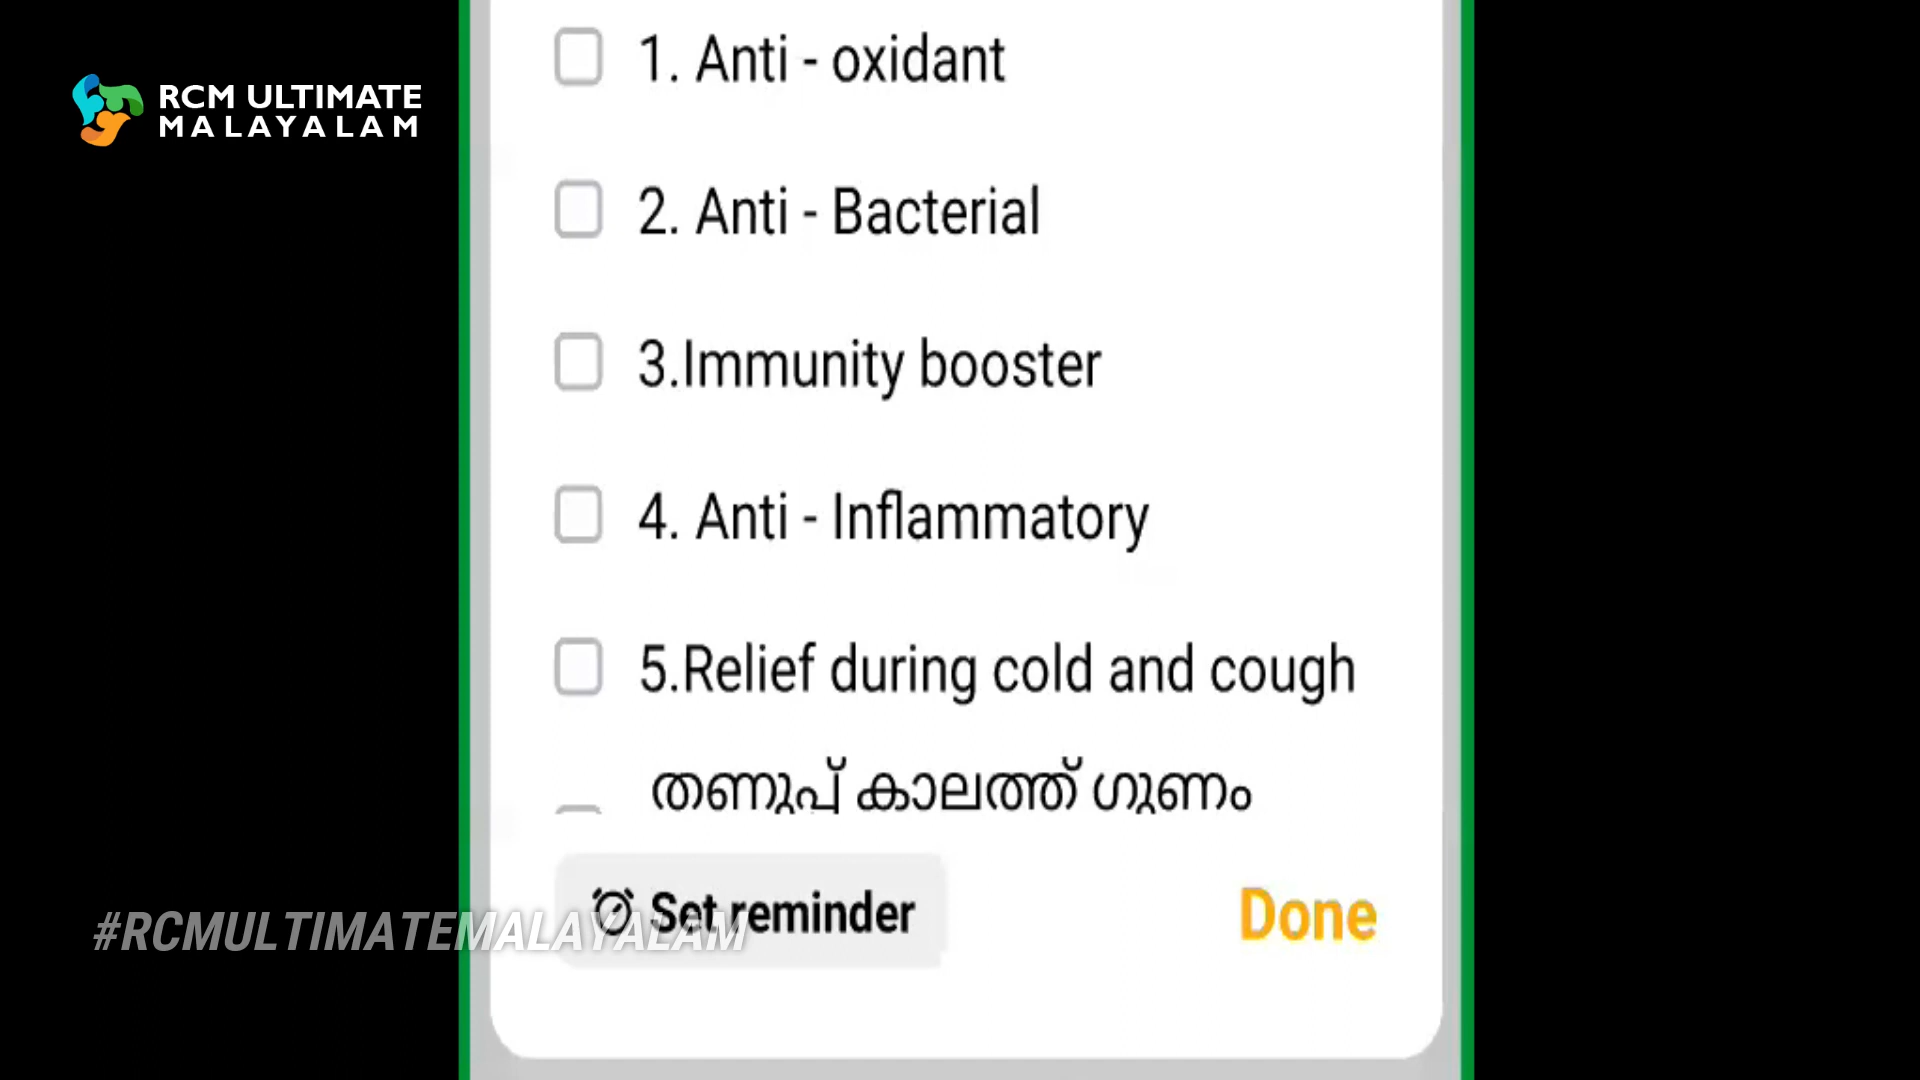 RCM ULTIMATE
MALAYALAM
1. Anti - oxidant
2. Anti - Bacterial
3.Immunity booster
4. Anti - Inflammatory
5.Relief during cold and cough
തണുപ്പ് കാലത്ത് ഗുണം
Set reminder
Done
#RCMULTIMATEMALAYALAM